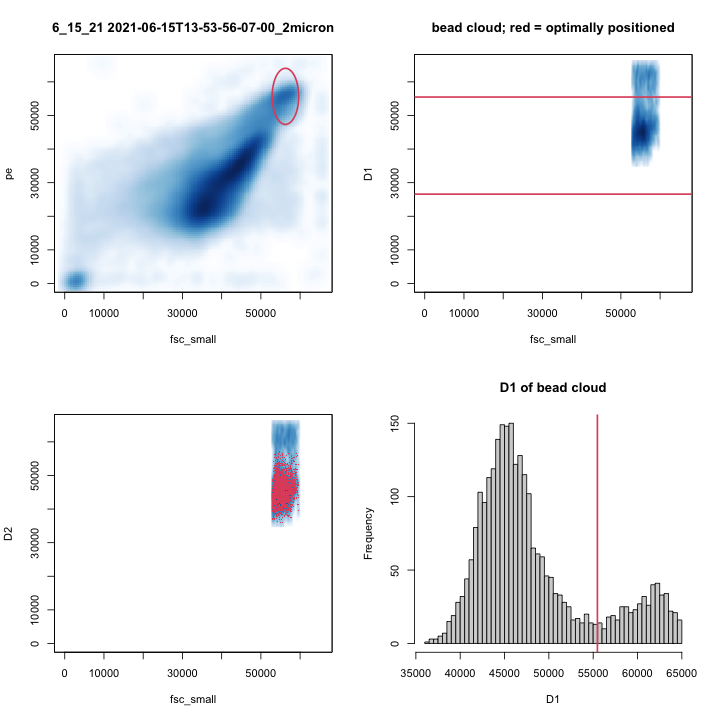 6_15_21 2021-06-15T13-53-56-07-00_2micron
pe
0 10000 30000 50000
0 10000 30000 50000
fsc_small
bead cloud; red = optimally positioned
D1
0 10000 30000 50000
0 10000 30000 50000
fsc_small
D2
0 10000 30000 50000
0 10000 30000 50000
fsc_small
D1 of bead cloud
Frequency
0 50 100 150
35000 40000 45000 50000 55000 60000 65000
D1